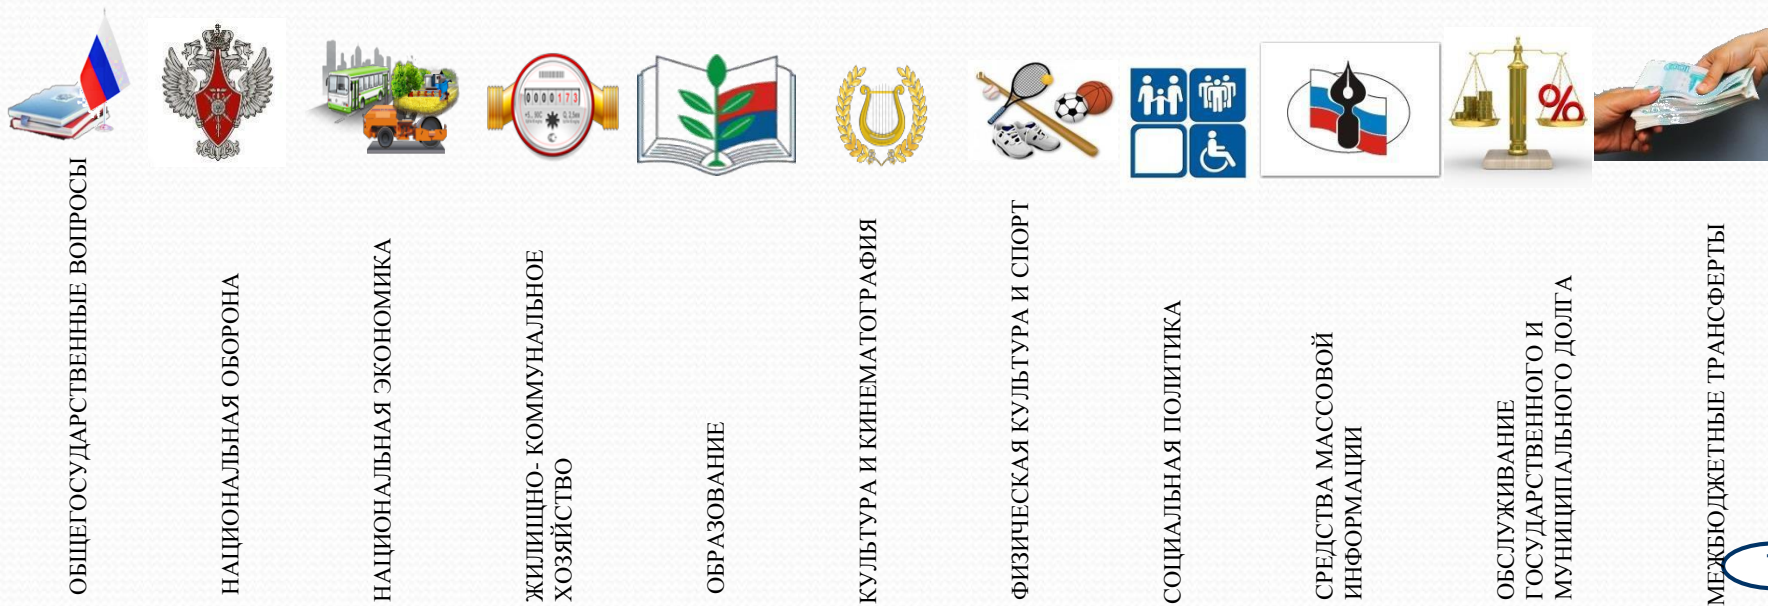 ОБЩЕГОСУДАРСТВЕННЫЕ ВОПРОСЫ
НАЦИОНАЛЬНАЯ ОБОРОНА
НАЦИОНАЛЬНАЯ ЭКОНОМИКА
ЖИЛИЩНО- КОММУНАЛЬНОЕ
ХОЗЯЙСТВО
ОБРАЗОВАНИЕ
КУЛЬТУРА И КИНЕМАТОГРАФИЯ
ФИЗИЧЕСКАЯ КУЛЬТУРА И СПОРТ
СОЦИАЛЬНАЯ ПОЛИТИКА
СРЕДСТВА МАССОВОЙ
ИНФОРМАЦИИ
ОБСЛУЖИВАНИЕ
ГОСУДАРСТВЕННОГО И
МУНИЦИПАЛЬНОГО ДОЛГА
МЕЖБЮДЖЕТНЫЕ ТРАНСФЕРТЫ
0000173
%